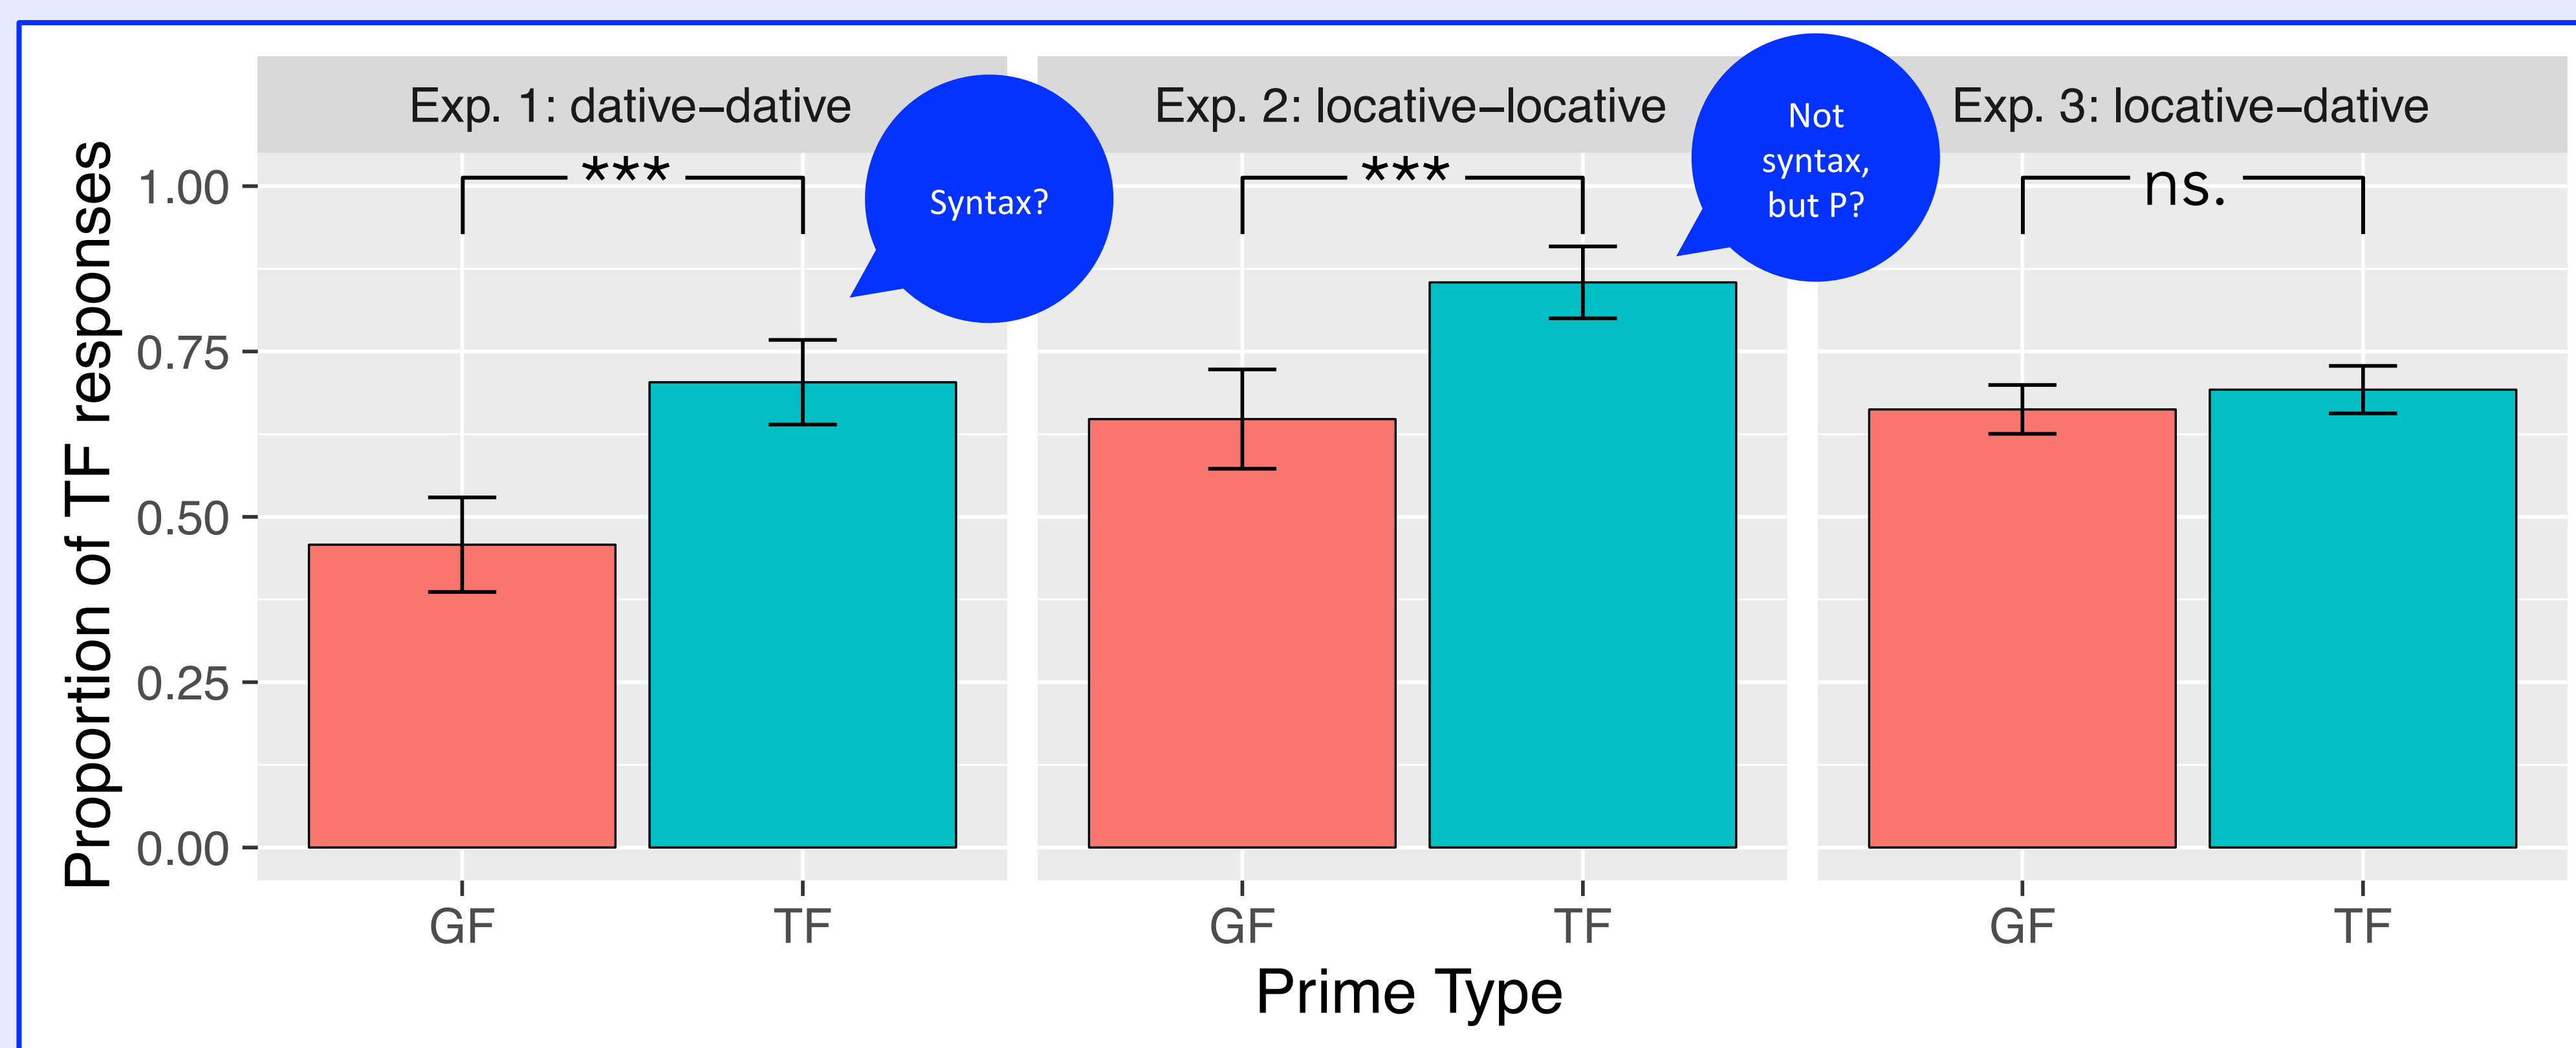 Exp. 1: dative–dative
Exp. 2: locative–locative
Exp. 3: locative–dative
***
***
ns.
Syntax?
Not
syntax,
but P?
Proportion of TF responses
1.00
0.75
0.50
0.25
0.00
GF
TF
GF
TF
GF
TF
Prime Type